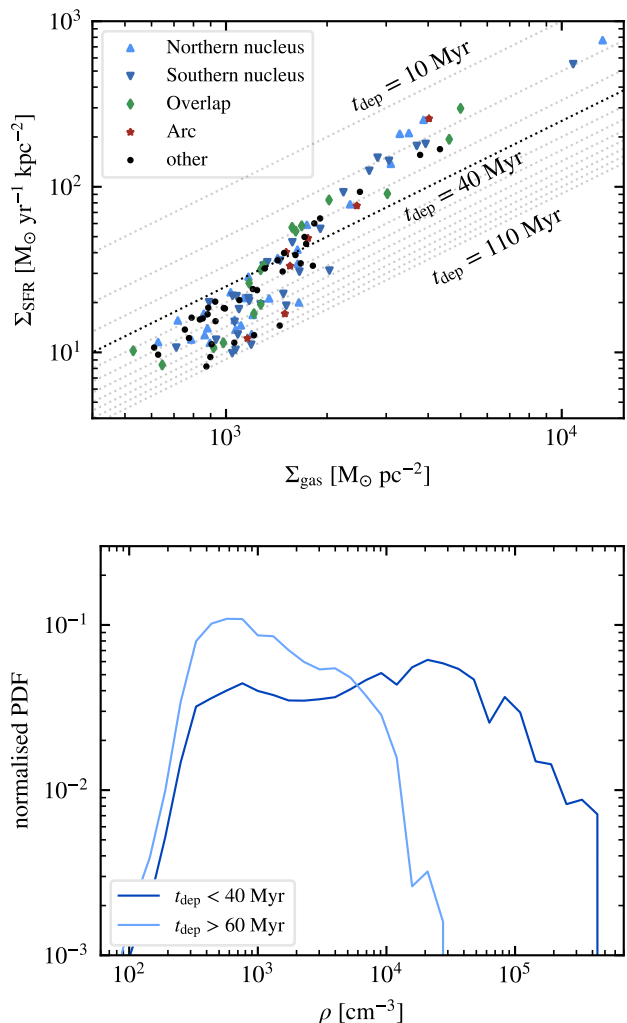 10³
Northern nucleus
Southern nucleus
Overlap
Arc
other
t_dep = 10 Myr
t_dep = 40 Myr
t_dep = 110 Myr
Σ_SFR [M⊙ yr⁻¹ kpc⁻²]
10²
10¹
10³ 10⁴
Σ_gas [M⊙ pc⁻²]
normalised PDF
10⁻¹
10⁻²
10⁻³
t_dep < 40 Myr
t_dep > 60 Myr
10² 10³ 10⁴ 10⁵
ρ [cm⁻³]